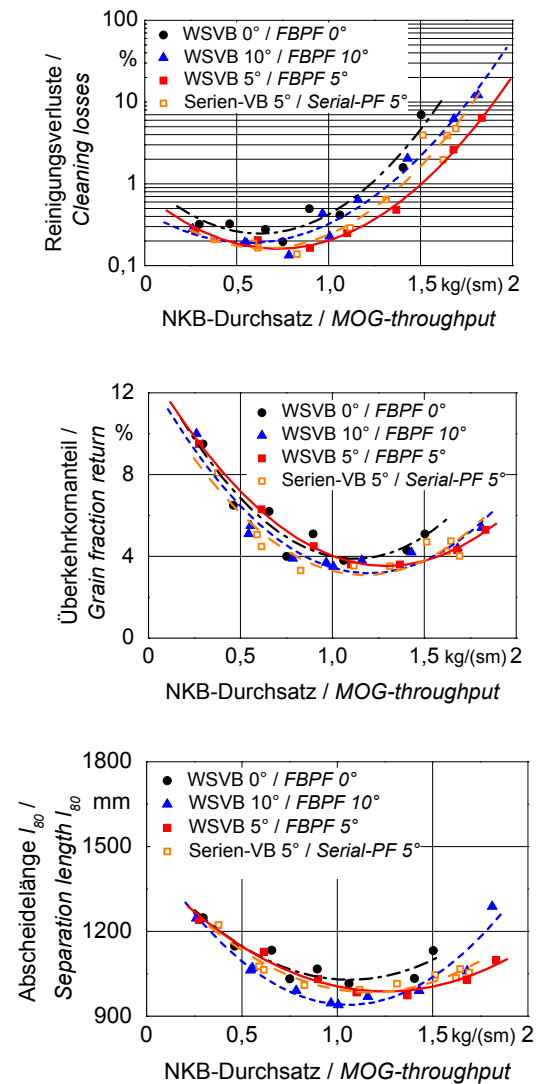 Reinigungsverluste /
Cleaning losses
100
%
10
1
0,1
WSVB 0° / FBPF 0°
WSVB 10° / FBPF 10°
WSVB 5° / FBPF 5°
Serien-VB 5° / Serial-PF 5°
0 0,5 1,0 1,5 kg/(sm) 2
NKB-Durchsatz / MOG-throughput
Überkehrkornanteil /
Grain fraction return
12
%
8
4
0
WSVB 0° / FBPF 0°
WSVB 10° / FBPF 10°
WSVB 5° / FBPF 5°
Serien-VB 5° / Serial-PF 5°
0 0,5 1,0 1,5 kg/(sm) 2
NKB-Durchsatz / MOG-throughput
Abscheidelänge l80 /
Separation length l80
1800
mm
1500
1200
900
WSVB 0° / FBPF 0°
WSVB 10° / FBPF 10°
WSVB 5° / FBPF 5°
Serien-VB 5° / Serial-PF 5°
0 0,5 1,0 1,5 kg/(sm) 2
NKB-Durchsatz / MOG-throughput